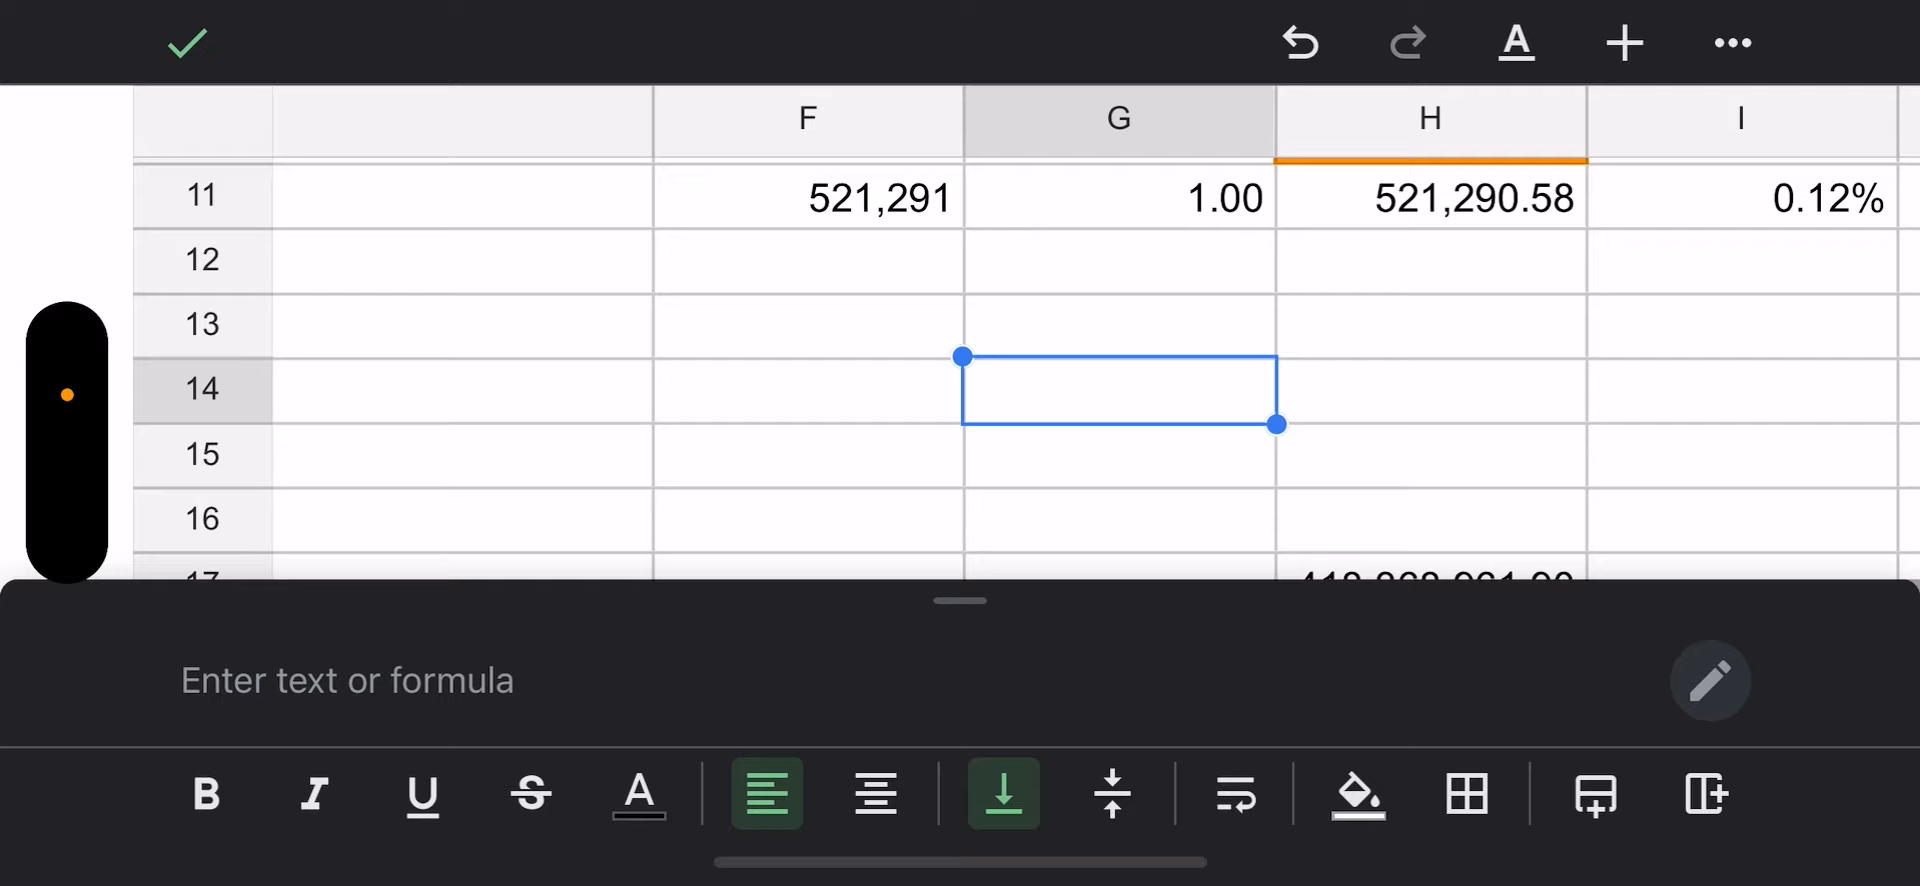 F G H I
11 521,291 1.00 521,290.58 0.12%
12
13
14
15
16
17
Enter text or formula
B I U S A